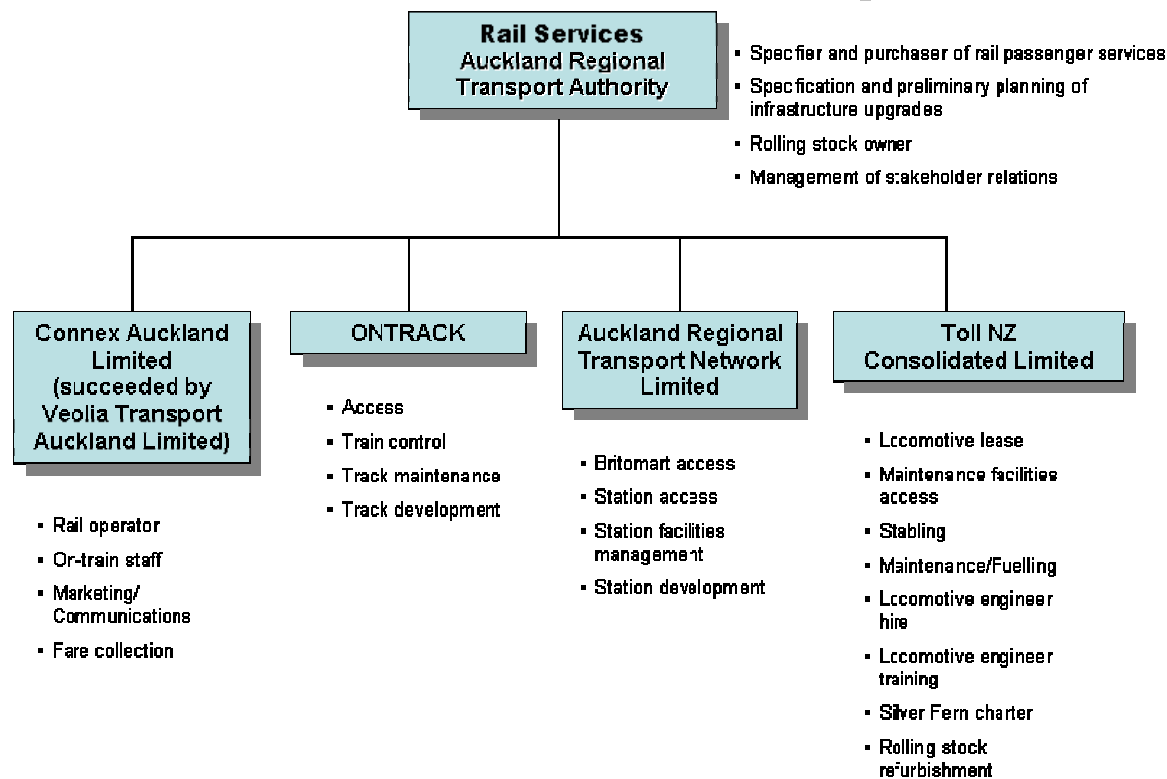 Rail Services
Auckland Regional
Transport Authority
▪ Specfier and purchaser of rail passenger services
▪ Specfication and preliminary planning of
infrastructure upgrades
▪ Rolling stock owner
▪ Management of stakeholder relations
Connex Auckland
Limited
(succeeded by
Veolia Transport
Auckland Limited)
▪ Rail operator
▪ Or-train staff
▪ Marketing/
Communications
▪ Fare collection
ONTRACK
▪ Access
▪ Train control
▪ Track maintenance
▪ Track development
Auckland Regional
Transport Network
Limited
▪ Britomart access
▪ Station access
▪ Station facilities
management
▪ Station development
Toll NZ
Consolidated Limited
▪ Locomotive lease
▪ Maintenance facilities
access
▪ Stabling
▪ Maintenance/Fuelling
▪ Locomotive engineer
hire
▪ Locomotive engineer
training
▪ Silver Fern charter
▪ Rolling stock
refurbishment